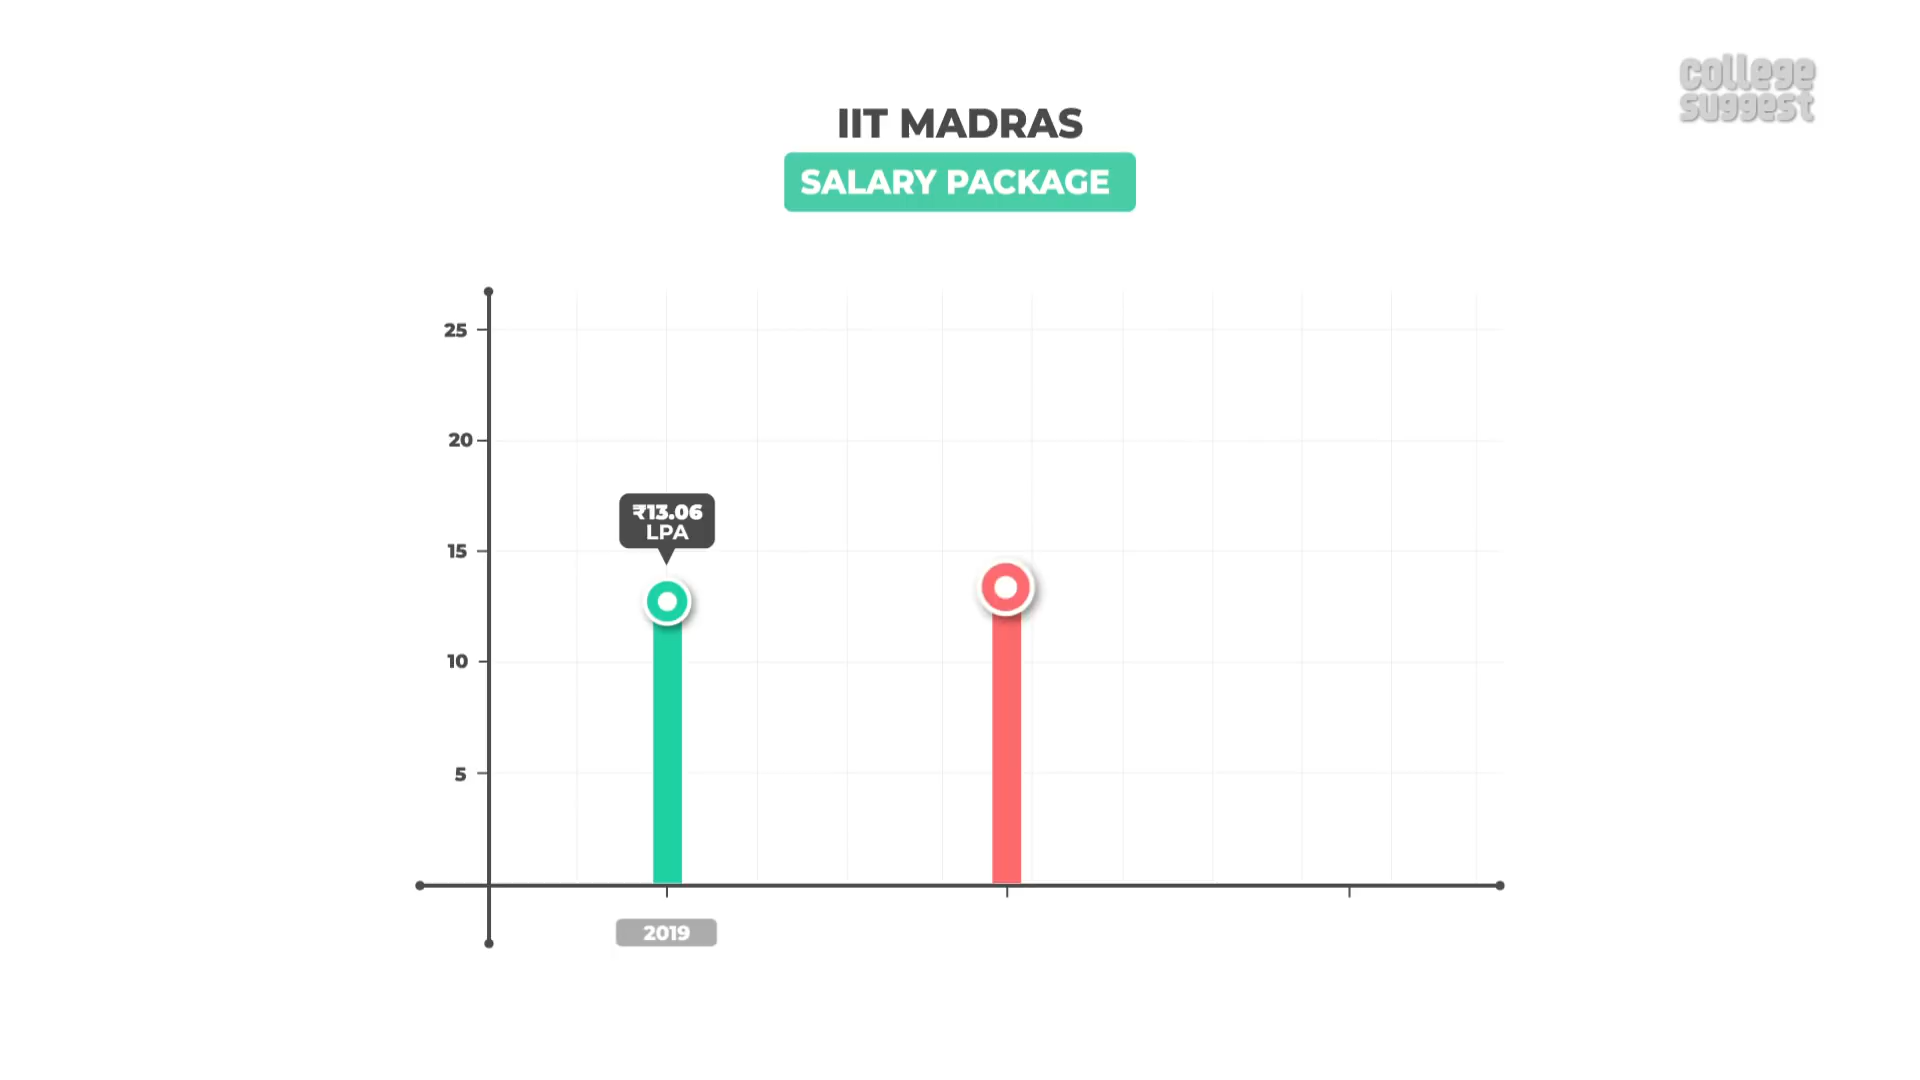 college
suggest
IIT MADRAS
SALARY PACKAGE
25
20
₹13.06
LPA
15
10
5
2019